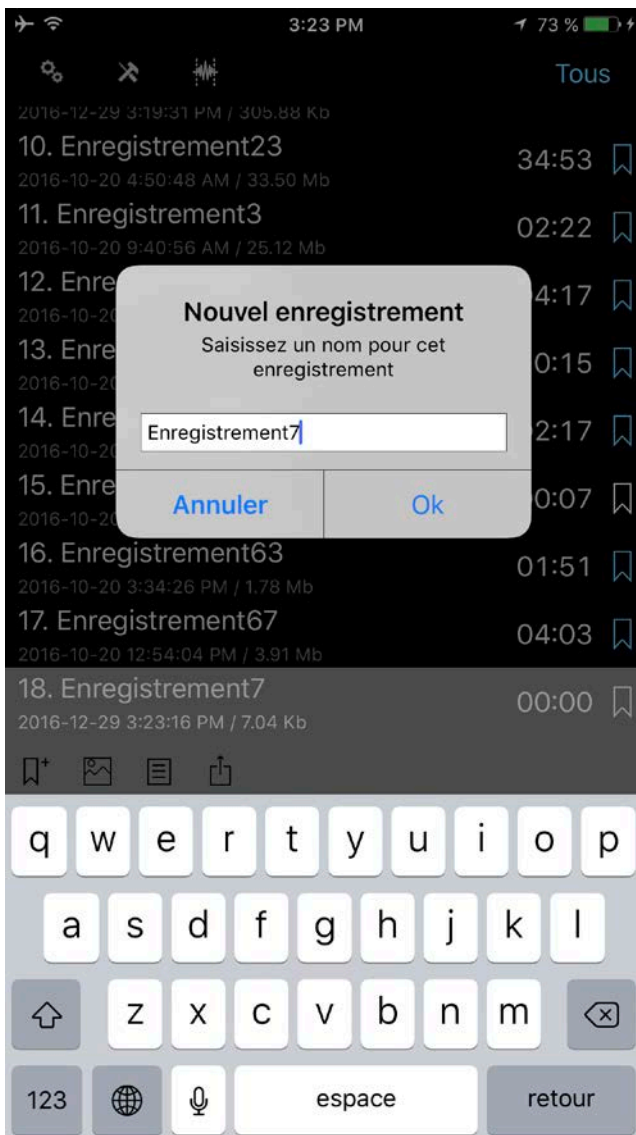 3:23 PM
73 %
Tous
2016-12-29 3:19:31 PM / 305.88 Kb
10. Enregistrement23
34:53
2016-10-20 4:50:48 AM / 33.50 Mb
11. Enregistrement3
02:22
2016-10-20 9:40:56 AM / 25.12 Mb
12. Enre
4:17
2016-10-20
13. Enre
0:15
2016-10-20
14. Enre
2:17
2016-10-20
15. Enre
0:07
2016-10-20
Nouvel enregistrement
Saisissez un nom pour cet
enregistrement
Enregistrement7
Annuler Ok
16. Enregistrement63
01:51
2016-10-20 3:34:26 PM / 1.78 Mb
17. Enregistrement67
04:03
2016-10-20 12:54:04 PM / 3.91 Mb
18. Enregistrement7
00:00
2016-12-29 3:23:16 PM / 7.04 Kb
q w e r t y u i o p
a s d f g h j k l
z x c v b n m
123 espace retour